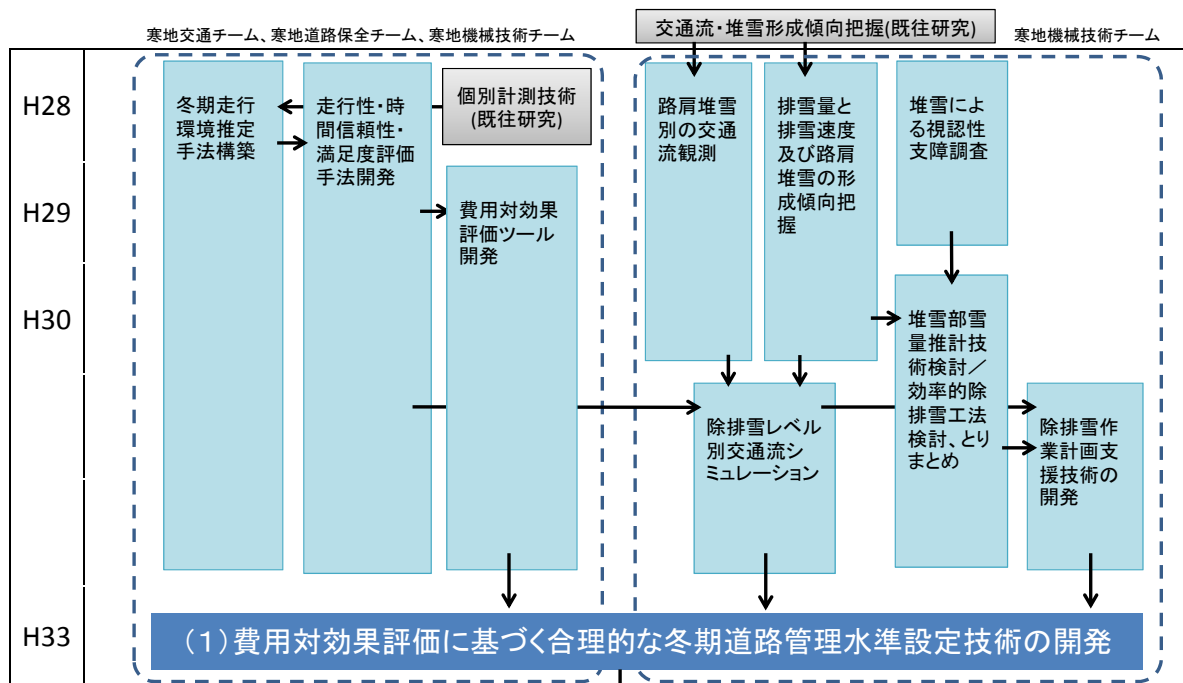 寒地交通チーム、寒地道路保全チーム、寒地機械技術チーム
交通流・堆雪形成傾向把握(既往研究)
寒地機械技術チーム
H28
冬期走行
環境推定
手法構築
走行性・時
間信頼性・
満足度評価
手法開発
個別計測技術
(既往研究)
路肩堆雪
別の交通
流観測
排雪量と
排雪速度
及び路肩
堆雪の形
成傾向把
握
堆雪によ
る視認性
支障調査
H29
費用対効果
評価ツール
開発
H30
堆雪部雪
量推計技
術検討／
効率的除
排雪工法
検討、とり
まとめ
除排雪レベル
別交通流シ
ミュレーション
除排雪作
業計画支
援技術の
開発
H33
（１）費用対効果評価に基づく合理的な冬期道路管理水準設定技術の開発